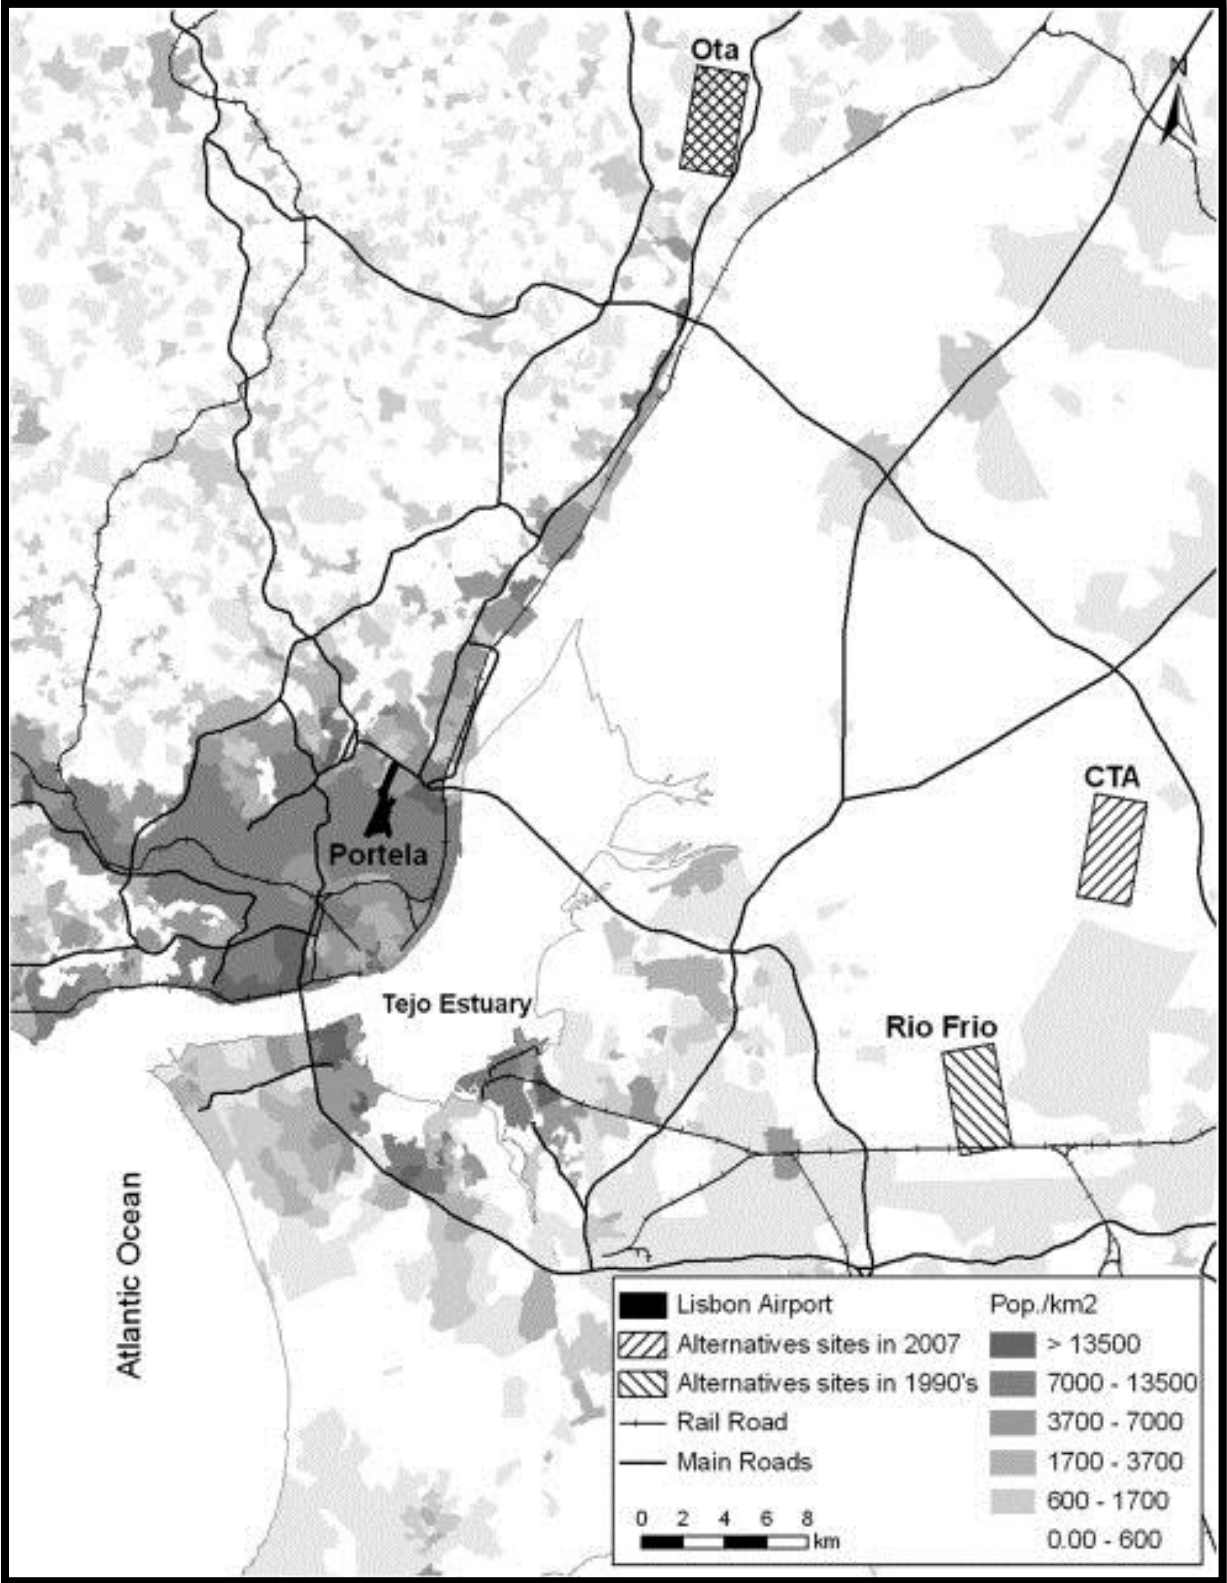 Ota
N
CTA
Portela
Tejo Estuary
Rio Frio
Atlantic Ocean
Lisbon Airport
Alternatives sites in 2007
Alternatives sites in 1990's
Rail Road
Main Roads
0 2 4 6 8
km
Pop./km2
> 13500
7000 - 13500
3700 - 7000
1700 - 3700
600 - 1700
0.00 - 600